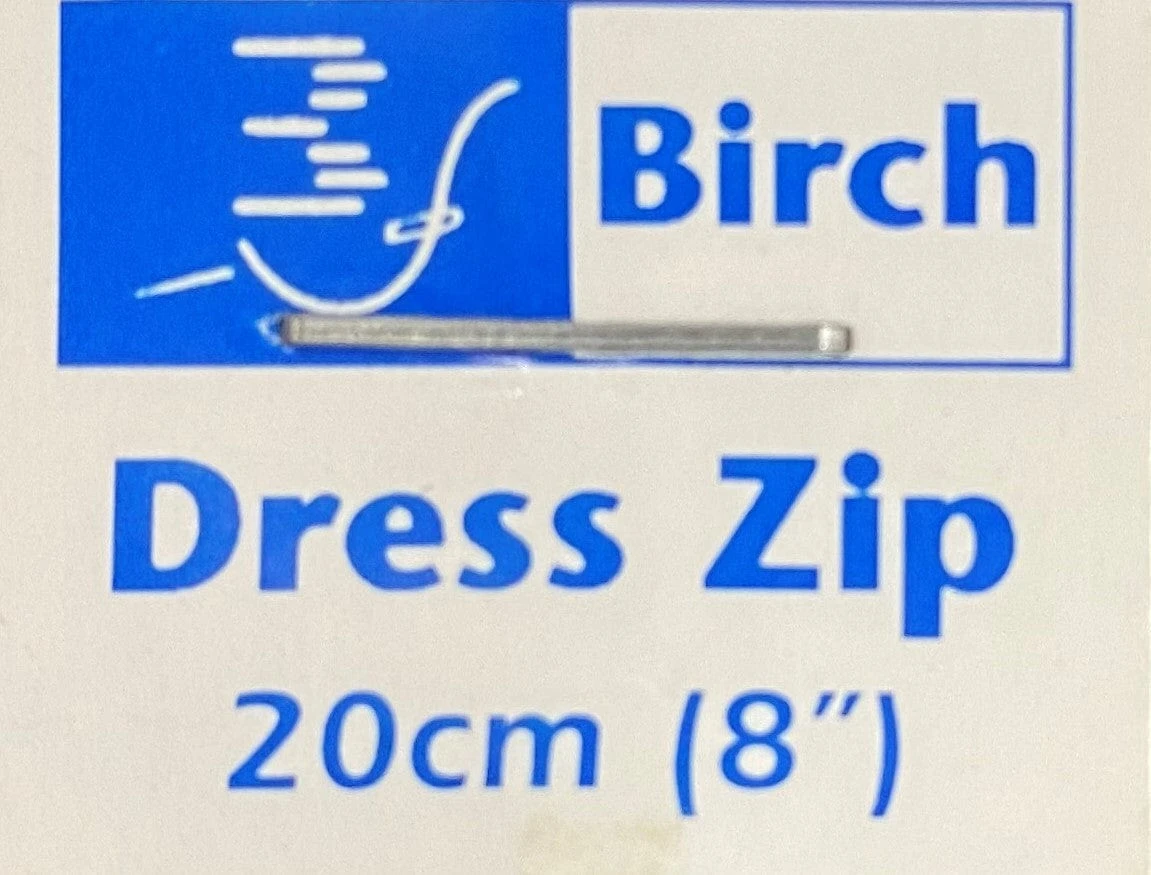 Birch
Dress Zip
20cm (8″)